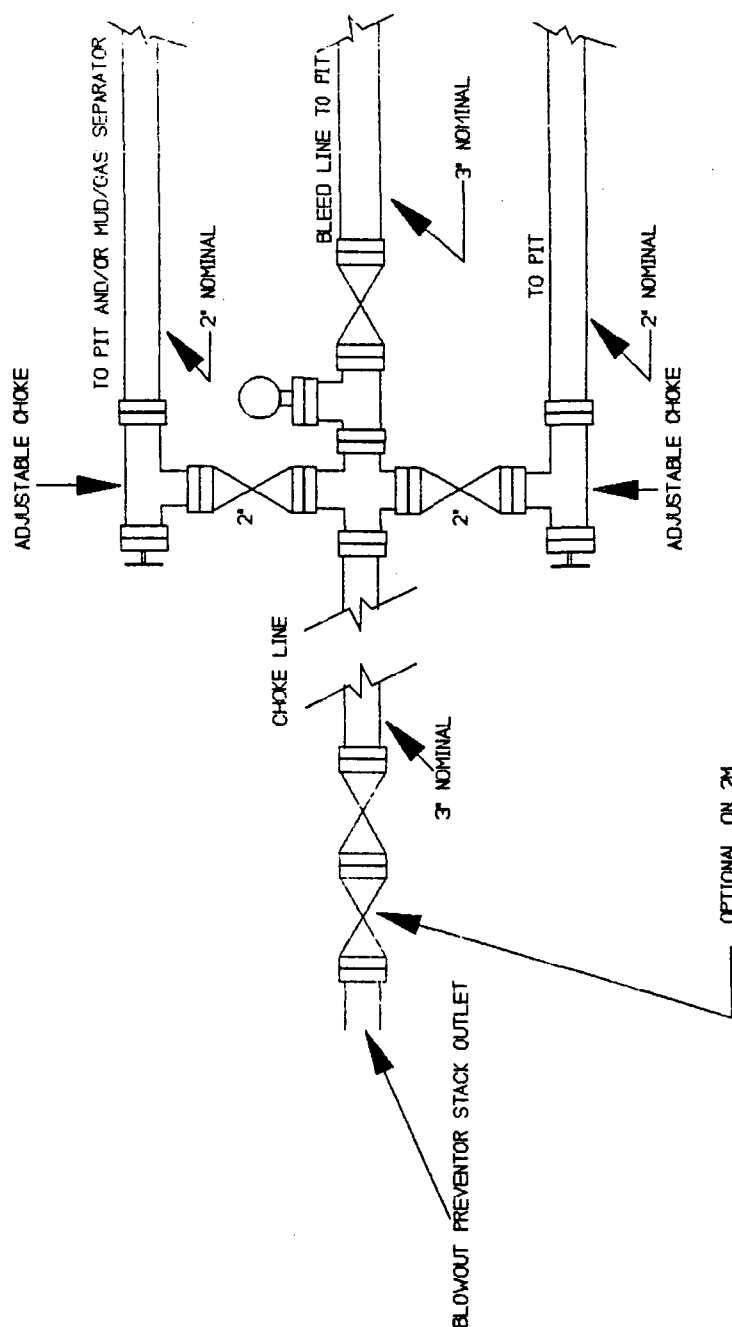 ADJUSTABLE CHOKE
TO PIT AND/OR MUD/GAS SEPARATOR
2" NOMINAL
BLEED LINE TO PIT
3" NOMINAL
2"
CHOKE LINE
3" NOMINAL
2"
TO PIT
2" NOMINAL
ADJUSTABLE CHOKE
BLOWOUT PREVENTOR STACK OUTLET
OPTIONAL ON 2M